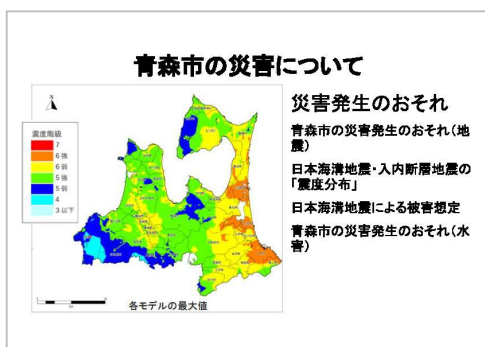 青森市の災害について
N
震度階級
7
6強
6弱
5強
5弱
4
3以下
各モデルの最大値
災害発生のおそれ
青森市の災害発生のおそれ(地
震)
日本海溝地震・入内断層地震の
「震度分布」
日本海溝地震による被害想定
青森市の災害発生のおそれ(水
害)